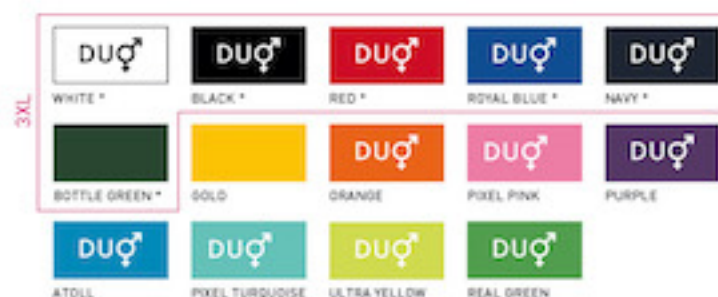 DUO DUO DUO DUO DUO
WHITE * BLACK * RED * ROYAL BLUE * NAVY *
3XL
DUO DUO DUO
BOTTLE GREEN * GOLD ORANGE PIXEL PINK PURPLE
DUO DUO DUO DUO
ATOLL PIXEL TURQUOISE ULTRA YELLOW REAL GREEN